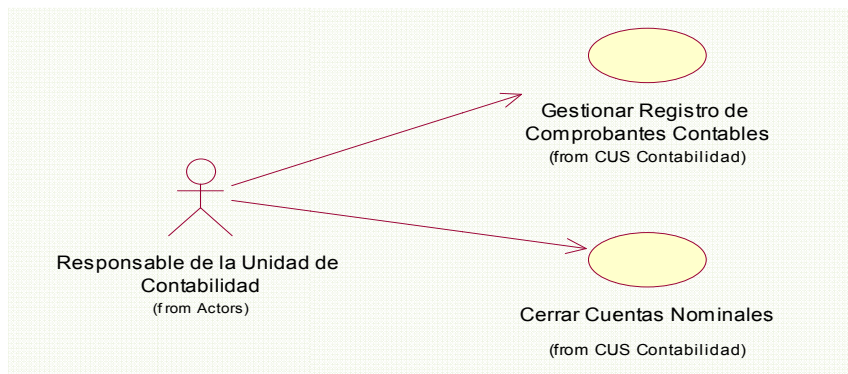 Gestionar Registro de
Comprobantes Contables
(from CUS Contabilidad)
Responsable de la Unidad de
Contabilidad
(from Actors)
Cerrar Cuentas Nominales
(from CUS Contabilidad)